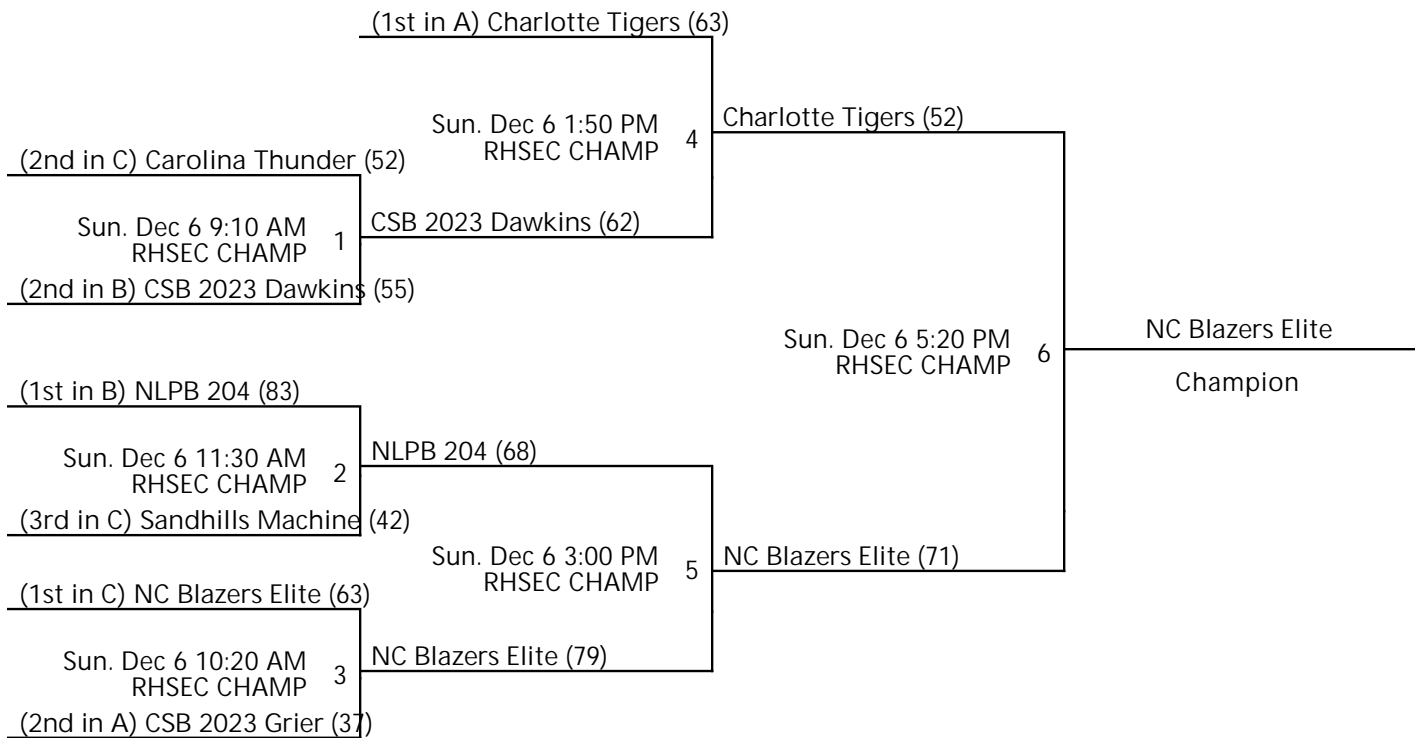 (1st in A) Charlotte Tigers (63)
Sun. Dec 6 1:50 PM
RHSEC CHAMP
4
Charlotte Tigers (52)
(2nd in C) Carolina Thunder (52)
Sun. Dec 6 9:10 AM
RHSEC CHAMP
1
CSB 2023 Dawkins (62)
(2nd in B) CSB 2023 Dawkins (55)
Sun. Dec 6 5:20 PM
RHSEC CHAMP
6
NC Blazers Elite
Champion
(1st in B) NLPB 204 (83)
Sun. Dec 6 11:30 AM
RHSEC CHAMP
2
NLPB 204 (68)
(3rd in C) Sandhills Machine (42)
Sun. Dec 6 3:00 PM
RHSEC CHAMP
5
NC Blazers Elite (71)
(1st in C) NC Blazers Elite (63)
Sun. Dec 6 10:20 AM
RHSEC CHAMP
3
NC Blazers Elite (79)
(2nd in A) CSB 2023 Grier (37)